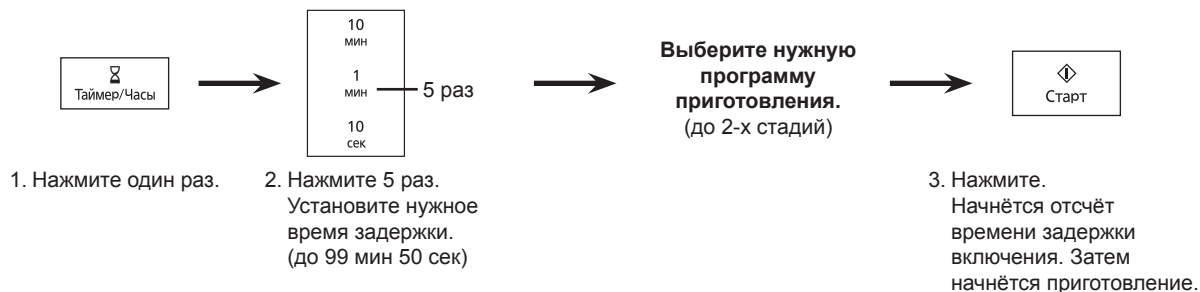 Таймер/Часы
10
мин
1
мин
10
сек
5 раз
Выберите нужную
программу
приготовления.
(до 2-х стадий)
Старт
1. Нажмите один раз.
2. Нажмите 5 раз.
Установите нужное
время задержки.
(до 99 мин 50 сек)
3. Нажмите.
Начнётся отсчёт
времени задержки
включения. Затем
начнётся приготовление.